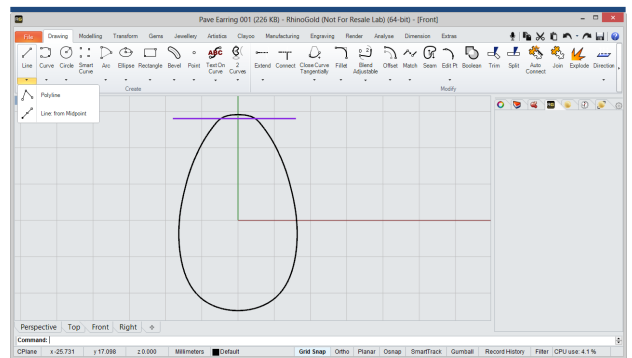 RG
Pave Earring 001 (226 KB) - RhinoGold (Not For Resale Lab) (64-bit) - [Front]
File Drawing Modelling Transform Gems Jewellery Artistics Clayoo Manufacturing Engraving Render Analyse Dimension Extras
Line Curve Circle Smart Curve Arc Ellipse Rectangle Bevel Point Text On Curve 2 Curves Extend Connect Close Curve Tangentially Fillet Blend Adjustable Offset Match Seam Edit Pt Boolean Trim Split Auto Connect Join Explode Direction
Create Modify
Polyline
Line: from Midpoint
Perspective Top Front Right
Command:
CPlane x -25.731 y 17.098 z 0.000 Millimeters Default Grid Snap Ortho Planar Osnap SmartTrack Gumball Record History Filter CPU use: 4.1 %